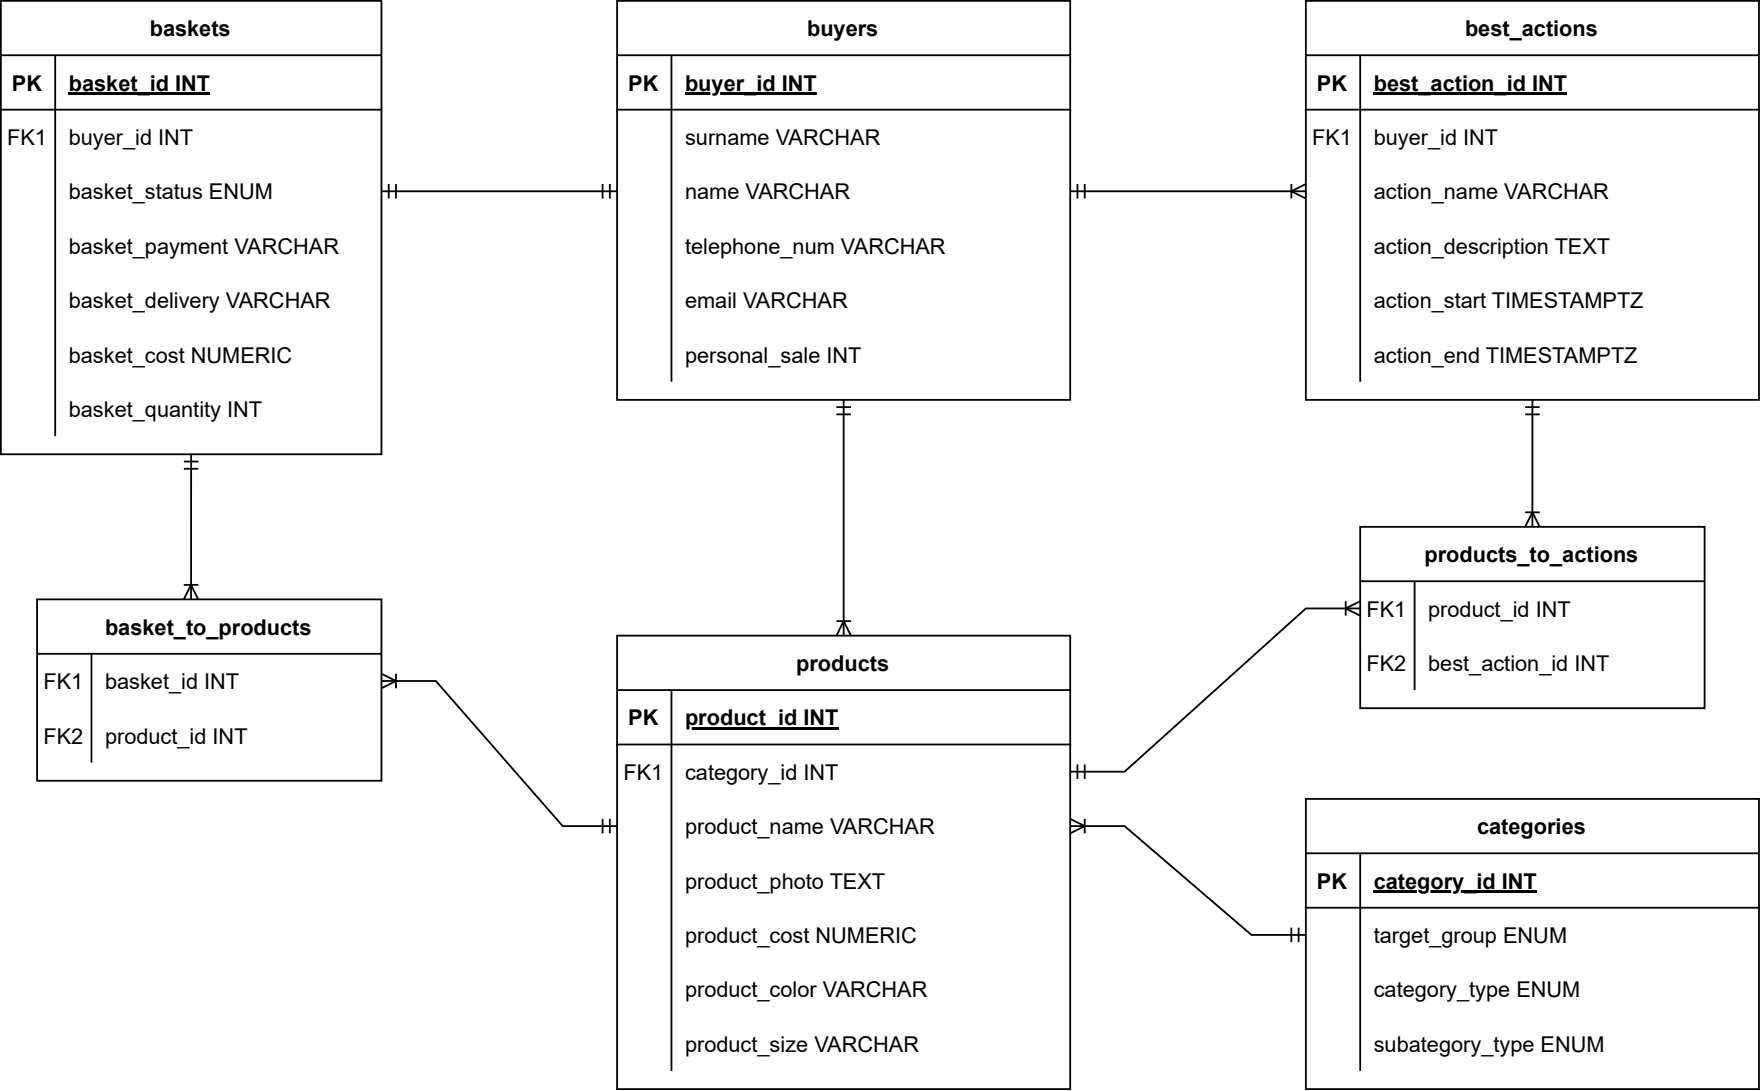 baskets
PK basket_id INT
FK1 buyer_id INT
basket_status ENUM
basket_payment VARCHAR
basket_delivery VARCHAR
basket_cost NUMERIC
basket_quantity INT
buyers
PK buyer_id INT
surname VARCHAR
name VARCHAR
telephone_num VARCHAR
email VARCHAR
personal_sale INT
best_actions
PK best_action_id INT
FK1 buyer_id INT
action_name VARCHAR
action_description TEXT
action_start TIMESTAMPTZ
action_end TIMESTAMPTZ
basket_to_products
FK1 basket_id INT
FK2 product_id INT
products
PK product_id INT
FK1 category_id INT
product_name VARCHAR
product_photo TEXT
product_cost NUMERIC
product_color VARCHAR
product_size VARCHAR
products_to_actions
FK1 product_id INT
FK2 best_action_id INT
categories
PK category_id INT
target_group ENUM
category_type ENUM
subategory_type ENUM